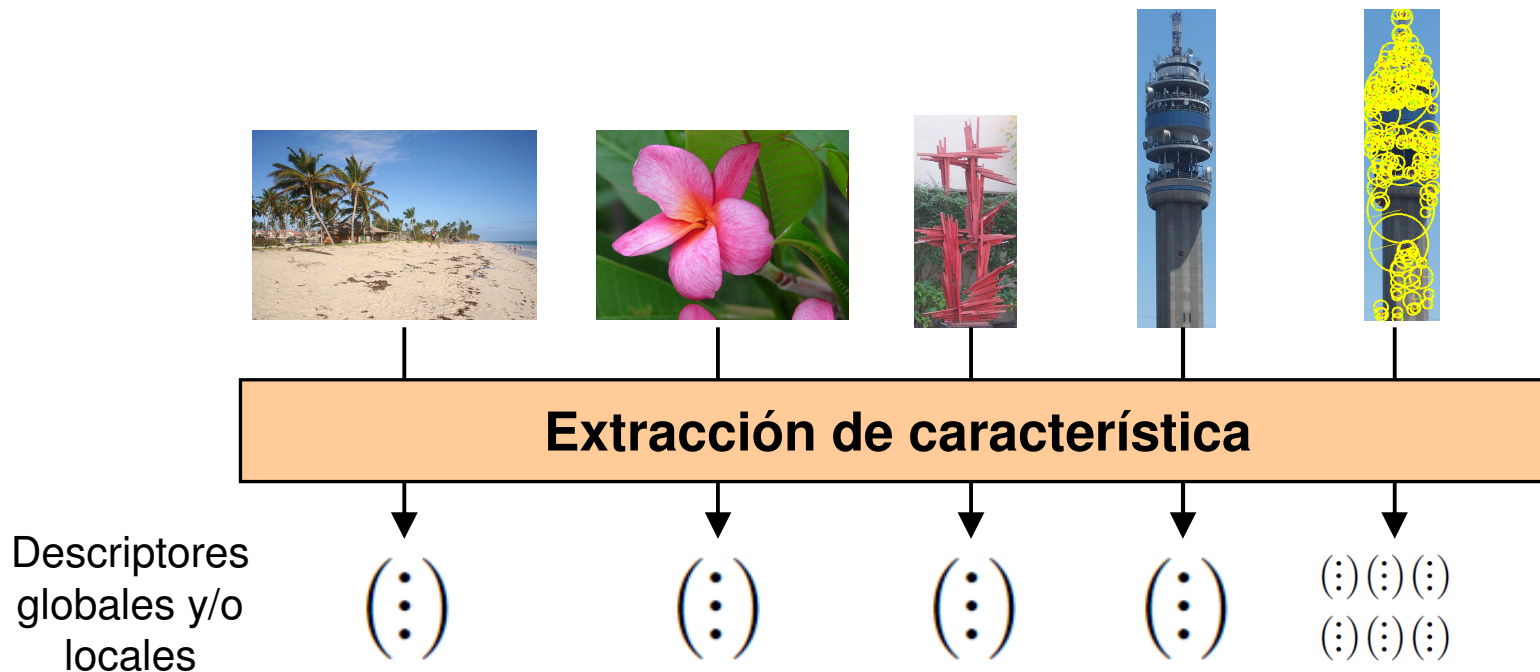 Extracción de característica
Descriptores
globales y/o
locales
(⋮) (⋮) (⋮) (⋮) (⋮)(⋮)(⋮)
(⋮)(⋮)(⋮)